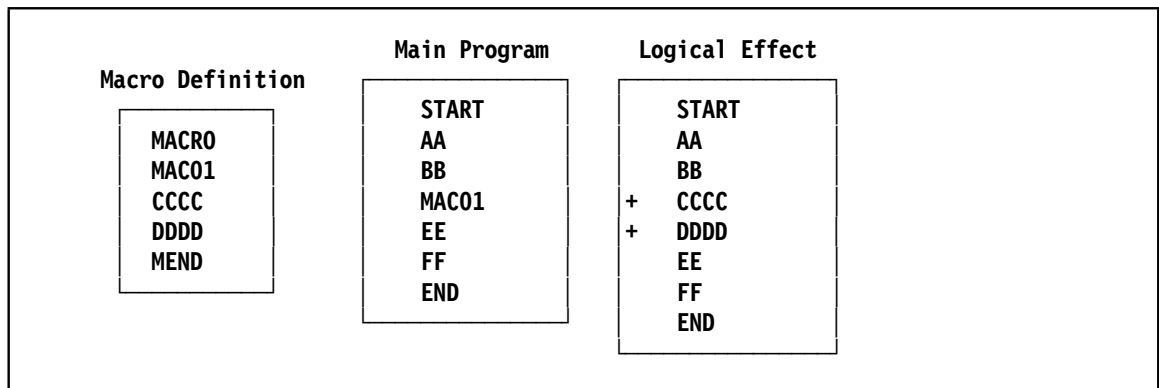 Macro Definition
MACRO
MAC01
CCCC
DDDD
MEND
Main Program
START
AA
BB
MAC01
EE
FF
END
Logical Effect
START
AA
BB
+ CCCC
+ DDDD
EE
FF
END